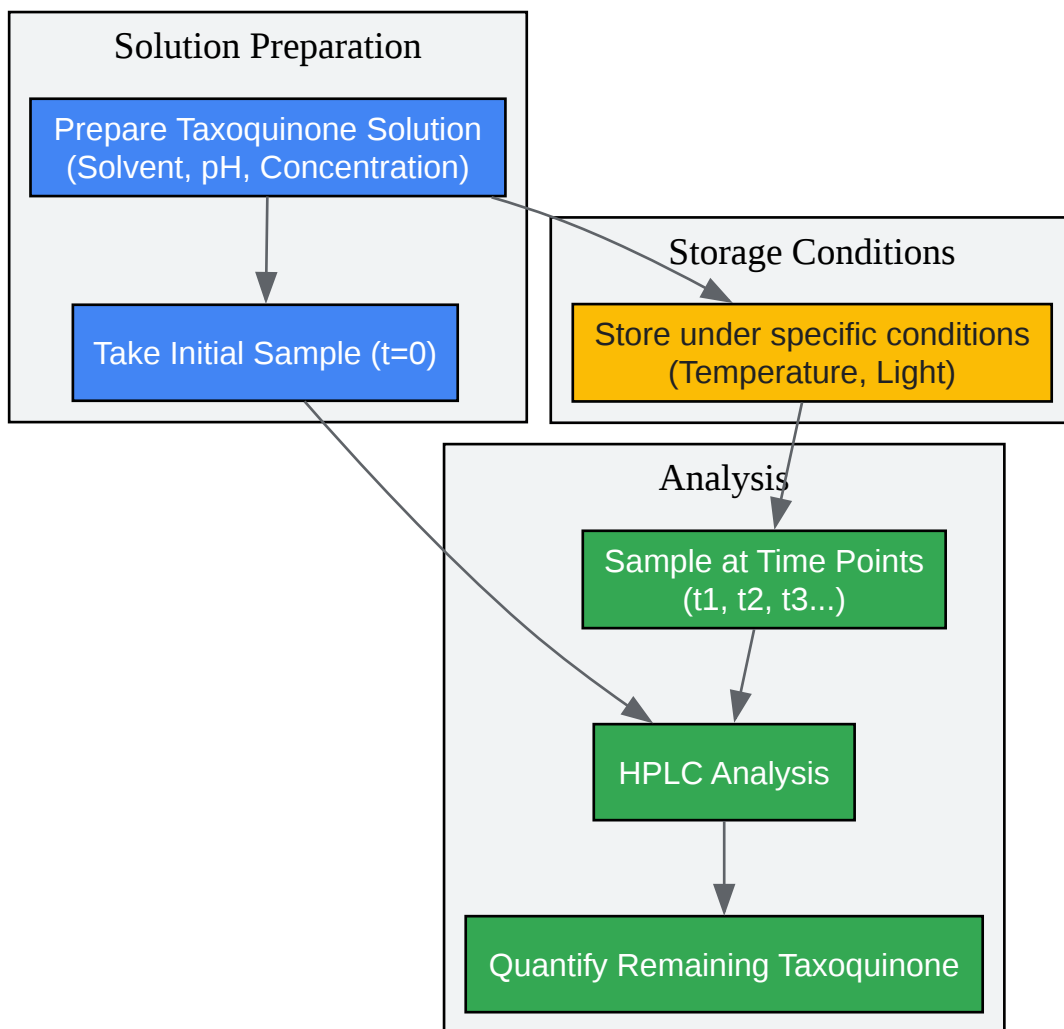 Solution Preparation
Prepare Taxoquinone Solution
(Solvent, pH, Concentration)
Take Initial Sample (t=0)
Storage Conditions
Store under specific conditions
(Temperature, Light)
Analysis
Sample at Time Points
(t1, t2, t3...)
HPLC Analysis
Quantify Remaining Taxoquinone